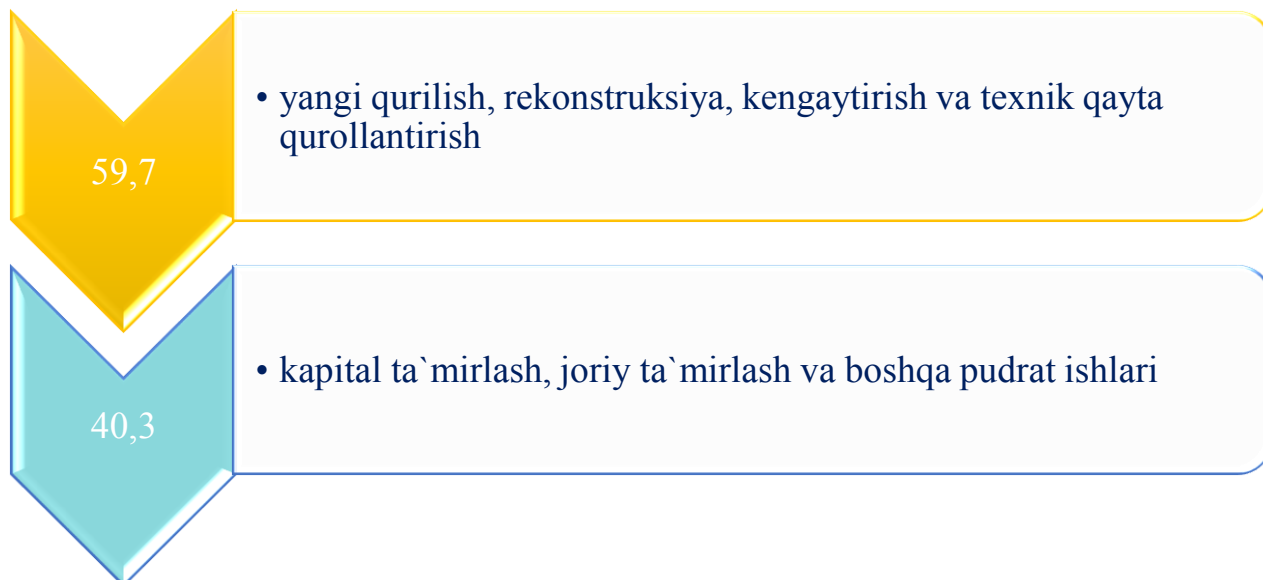 59,7
• yangi qurilish, rekonstruksiya, kengaytirish va texnik qayta
qurollantirish
40,3
• kapital ta`mirlash, joriy ta`mirlash va boshqa pudrat ishlari